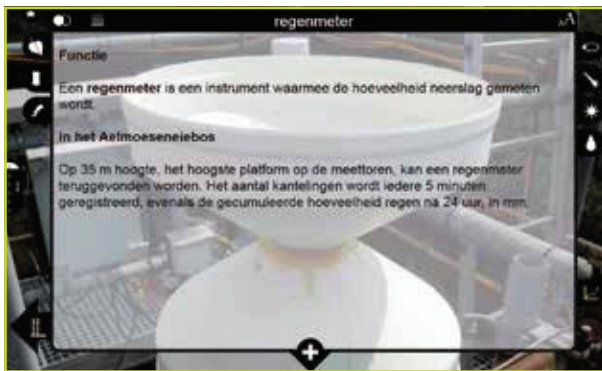 regenmeter
AA
Functie
Een regenmeter is een instrument waarmee de hoeveelheid neerslag gemeten
wordt.
In het Aelmoeseneiebos
Op 35 m hoogte, het hoogste platform op de meettoren, kan een regenmeter
teruggevonden worden. Het aantal kantelingen wordt iedere 5 minuten
geregistreerd, evenals de gecumuleerde hoeveelheid regen na 24 uur, in mm.